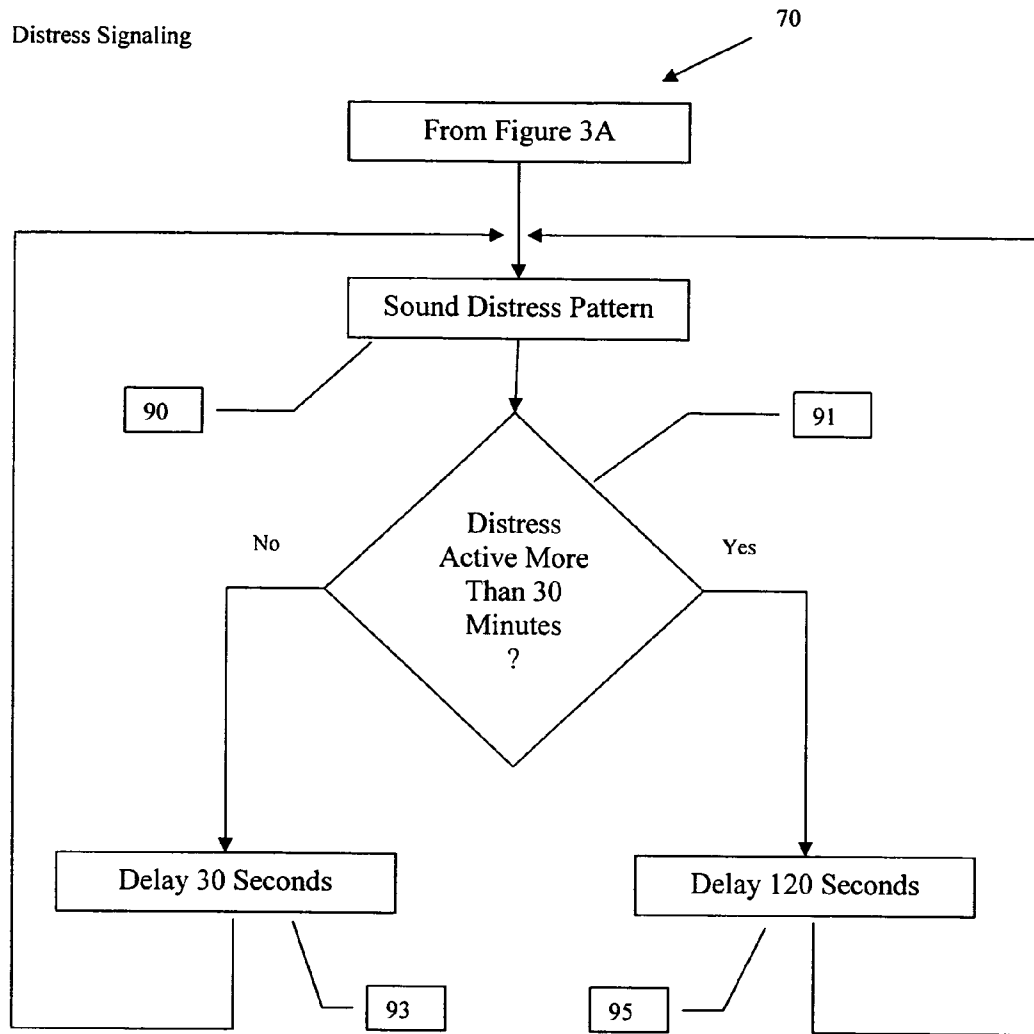 70
Distress Signaling
From Figure 3A
Sound Distress Pattern
90
91
Distress
Active More
Than 30
Minutes
?
No
Yes
Delay 30 Seconds
Delay 120 Seconds
93
95